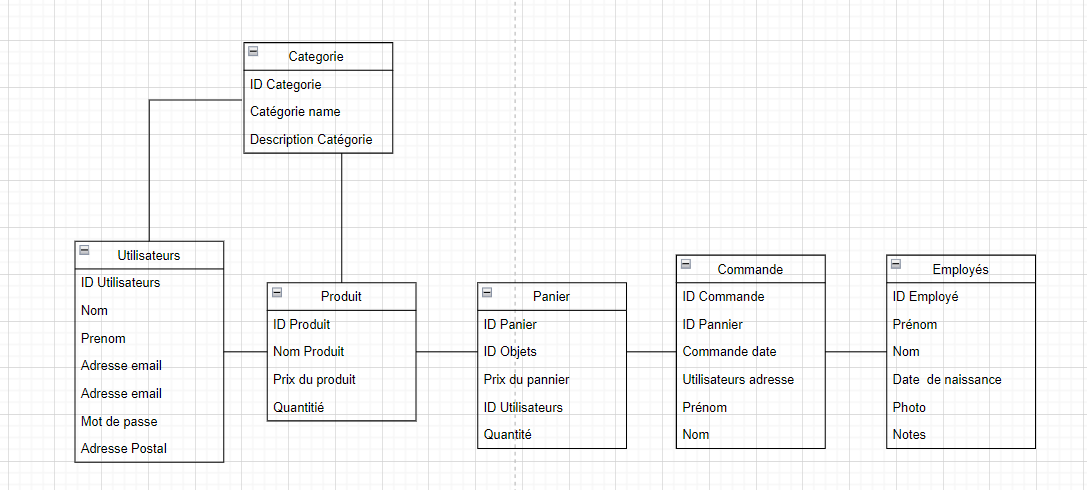 Categorie
ID Categorie
Catégorie name
Description Catégorie
Utilisateurs
ID Utilisateurs
Nom
Prenom
Adresse email
Adresse email
Mot de passe
Adresse Postal
Produit
ID Produit
Nom Produit
Prix du produit
Quantitié
Panier
ID Panier
ID Objets
Prix du pannier
ID Utilisateurs
Quantité
Commande
ID Commande
ID Pannier
Commande date
Utilisateurs adresse
Prénom
Nom
Employés
ID Employé
Prénom
Nom
Date  de naissance
Photo
Notes